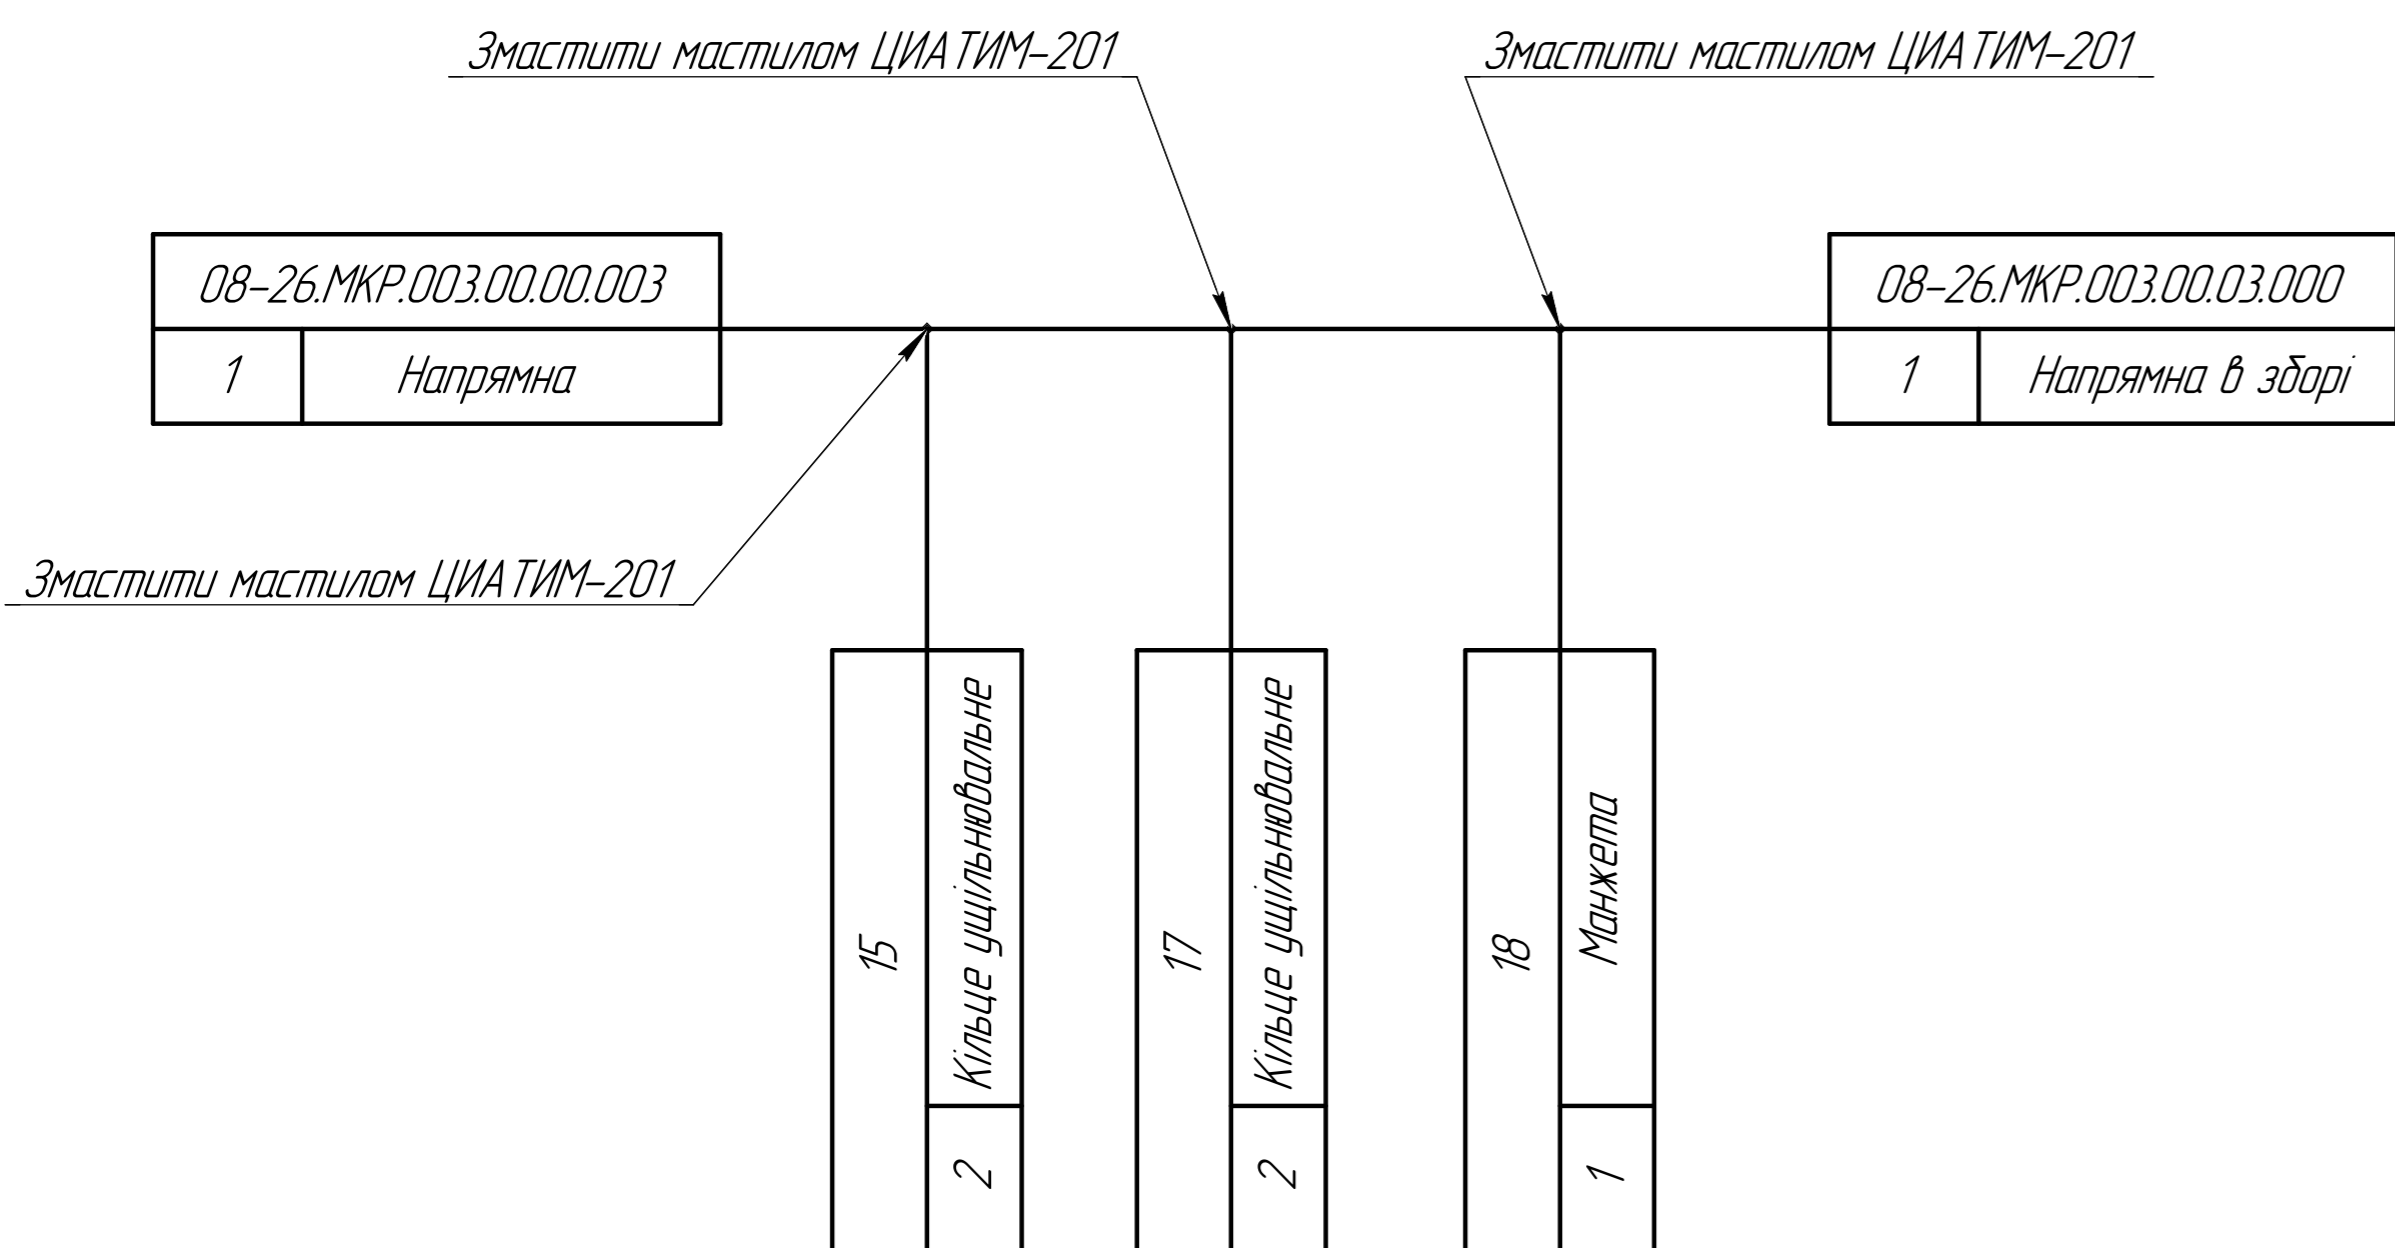 Змастити мастилом ЦИАТИМ-201
Змастити мастилом ЦИАТИМ-201
08-26.МКР.003.00.00.003
1 Напрямна
08-26.МКР.003.00.03.000
1 Напрямна в зборі
Змастити мастилом ЦИАТИМ-201
15
Кільце ущільнювальне
2
17
Кільце ущільнювальне
2
18
Манжета
1